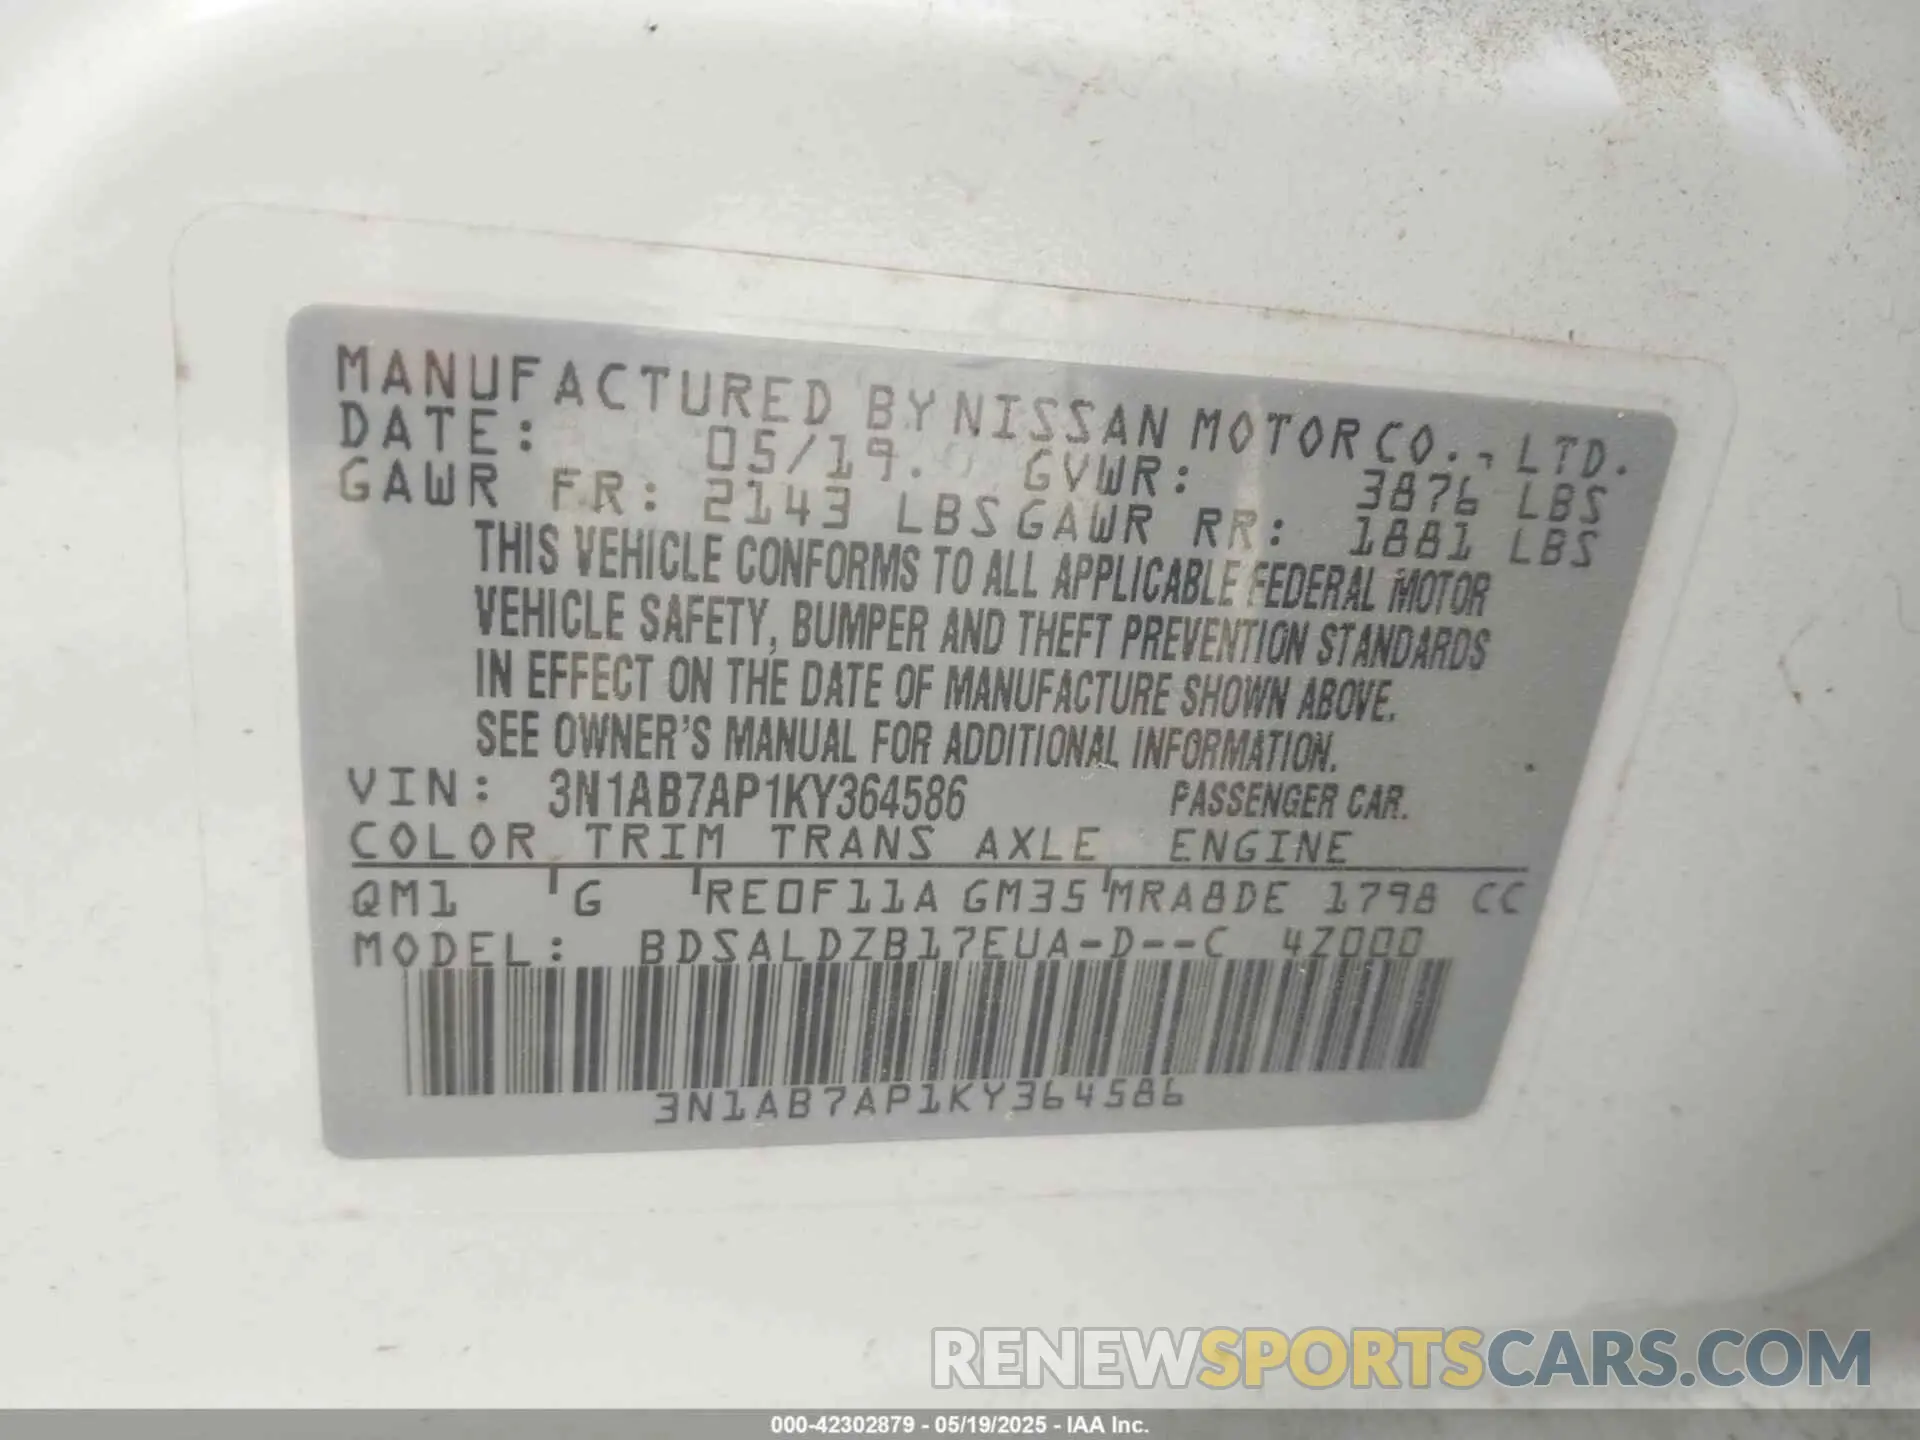 MANUFACTURED BY NISSAN MOTOR CO., LTD.
DATE: 05/19. GVWR: 3876 LBS
GAWR FR: 2143 LBS GAWR RR: 1881 LBS
THIS VEHICLE CONFORMS TO ALL APPLICABLE FEDERAL MOTOR
VEHICLE SAFETY, BUMPER AND THEFT PREVENTION STANDARDS
IN EFFECT ON THE DATE OF MANUFACTURE SHOWN ABOVE.
SEE OWNER'S MANUAL FOR ADDITIONAL INFORMATION.
VIN: 3N1AB7AP1KY364586 PASSENGER CAR.
COLOR TRIM TRANS AXLE ENGINE
QM1 G RE0F11A GM35 MRA8DE 1798 CC
MODEL: BDSALDZB17EUA-D--C 4Z000
3N1AB7AP1KY364586
RENEWSPORTSCARS.COM
000-42302879 - 05/19/2025 - IAA Inc.